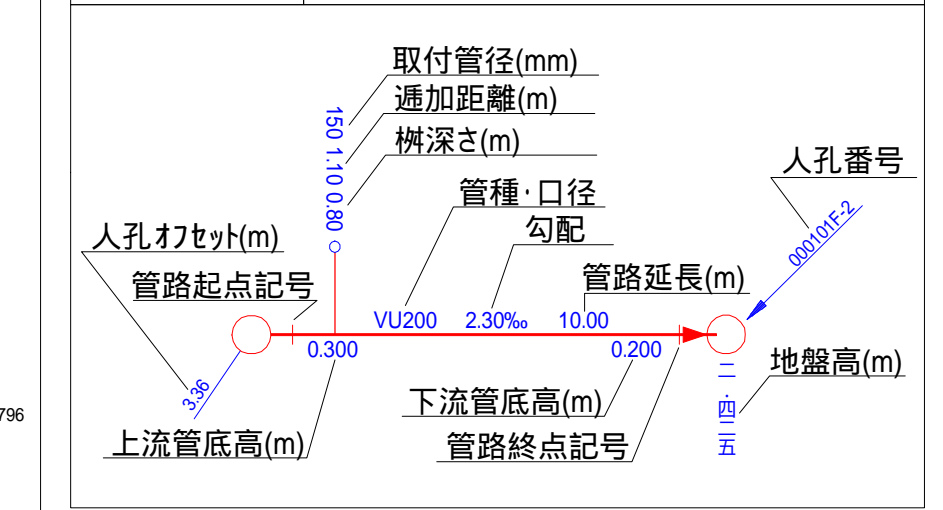 取付管径(mm)
逓加距離(m)
桝深さ(m)
150 1.10 0.80
管種･口径
勾配
人孔番号
000101F-2
人孔ｵﾌｾｯﾄ(m)
管路起点記号
管路延長(m)
VU200 2.30‰ 10.00
0.300 0.200
3.36
796
上流管底高(m)
下流管底高(m)
管路終点記号
地盤高(m)
二.四二五